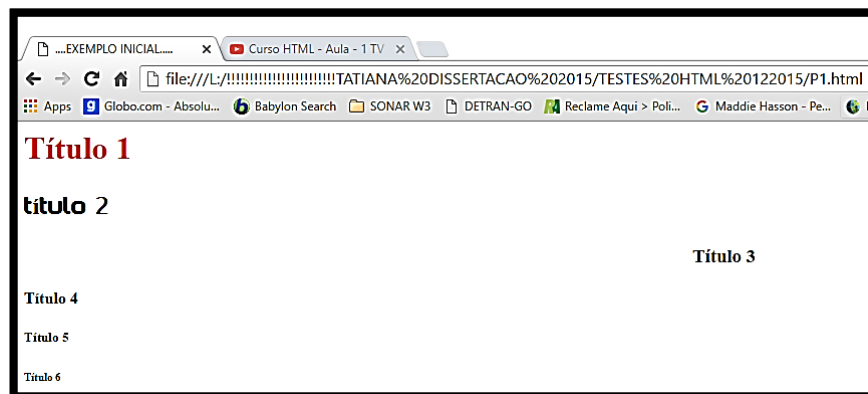 ....EXEMPLO INICIAL..... Curso HTML - Aula - 1 TV
file:///L:/!!!!!!!!!!!!!!!!!!!!!!!!!TATIANA%20DISSERTACAO%202015/TESTES%20HTML%20122015/P1.html
Apps Globo.com - Absolu... Babylon Search SONAR W3 DETRAN-GO Reclame Aqui > Poli... Maddie Hasson - Pe...
Título 1
título 2
Título 3
Título 4
Título 5
Título 6